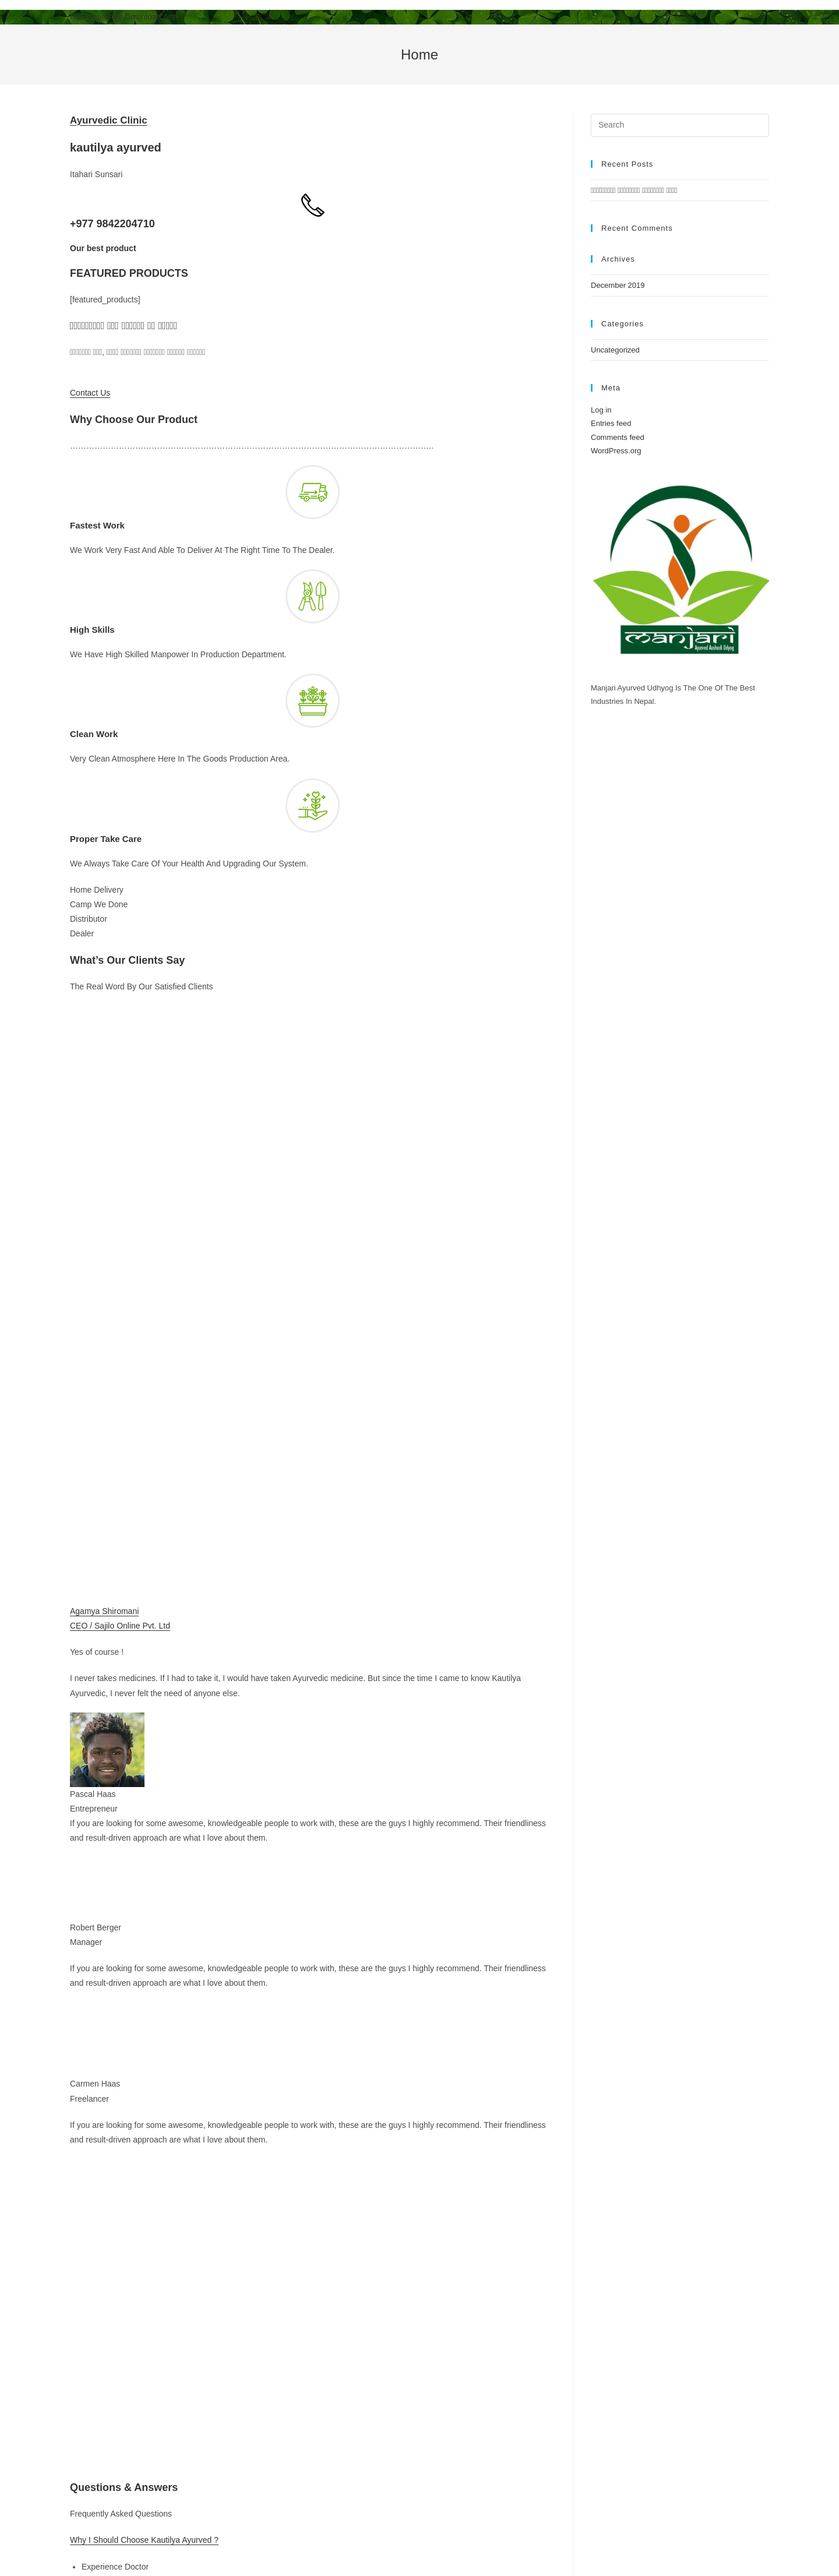 Home
Ayurvedic Clinic
kautilya ayurved
Itahari Sunsari
+977 9842204710
Our best product
FEATURED PRODUCTS
[featured_products]
Contact Us
Why Choose Our Product
Fastest Work
We Work Very Fast And Able To Deliver At The Right Time To The Dealer.
High Skills
We Have High Skilled Manpower In Production Department.
Clean Work
Very Clean Atmosphere Here In The Goods Production Area.
Proper Take Care
We Always Take Care Of Your Health And Upgrading Our System.
Home Delivery
Camp We Done
Distributor
Dealer
What’s Our Clients Say
The Real Word By Our Satisfied Clients
Agamya Shiromani
CEO / Sajilo Online Pvt. Ltd
Yes of course !
I never takes medicines. If I had to take it, I would have taken Ayurvedic medicine. But since the time I came to know Kautilya
Ayurvedic, I never felt the need of anyone else.
Pascal Haas
Entrepreneur
If you are looking for some awesome, knowledgeable people to work with, these are the guys I highly recommend. Their friendliness
and result-driven approach are what I love about them.
Robert Berger
Manager
If you are looking for some awesome, knowledgeable people to work with, these are the guys I highly recommend. Their friendliness
and result-driven approach are what I love about them.
Carmen Haas
Freelancer
If you are looking for some awesome, knowledgeable people to work with, these are the guys I highly recommend. Their friendliness
and result-driven approach are what I love about them.
Questions & Answers
Frequently Asked Questions
Why I Should Choose Kautilya Ayurved ?
• Experience Doctor
Search
Recent Posts
Recent Comments
Archives
December 2019
Categories
Uncategorized
Meta
Log in
Entries feed
Comments feed
WordPress.org
manjari
Ayurved Aushadi Udhyog
Manjari Ayurved Udhyog Is The One Of The Best
Industries In Nepal.